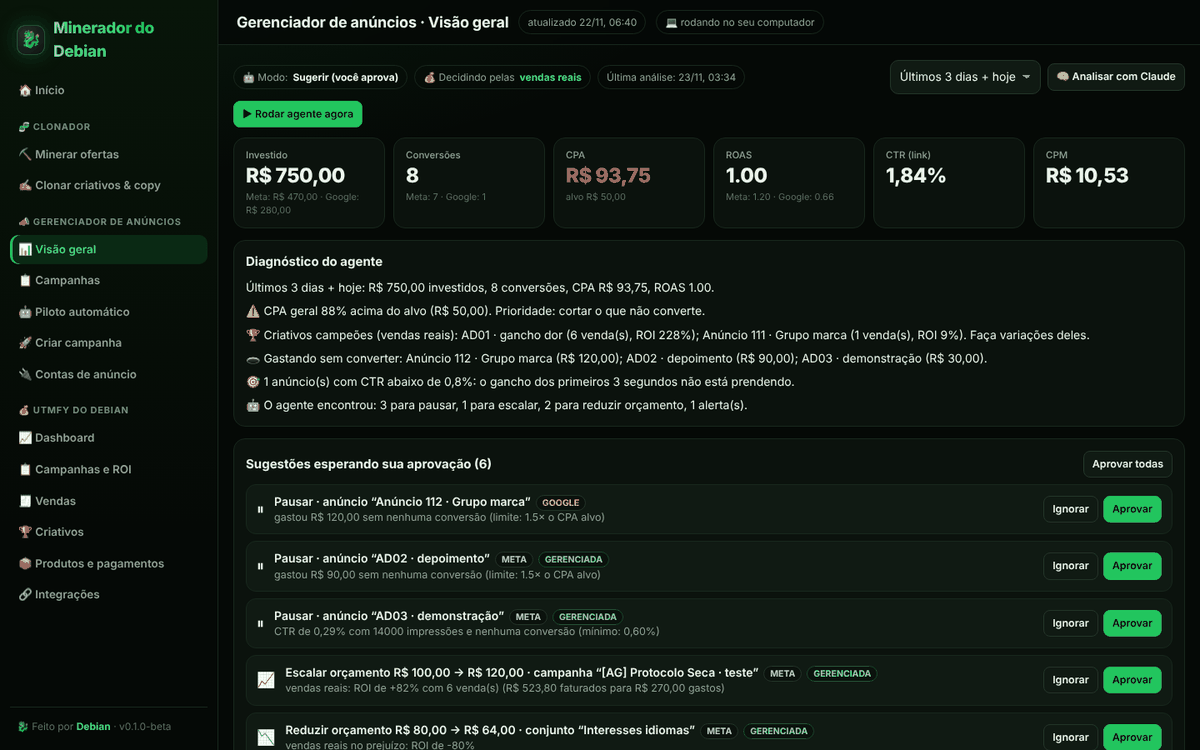 Minerador do
Debian
Início
CLONADOR
Minerar ofertas
Clonar criativos & copy
GERENCIADOR DE ANÚNCIOS
Visão geral
Campanhas
Piloto automático
Criar campanha
Contas de anúncio
UTMFY DO DEBIAN
Dashboard
Campanhas e ROI
Vendas
Criativos
Produtos e pagamentos
Integrações
Feito por Debian · v0.1.0-beta
Gerenciador de anúncios · Visão geral
atualizado 22/11, 06:40
rodando no seu computador
Modo: Sugerir (você aprova)
Decidindo pelas vendas reais
Última análise: 23/11, 03:34
Últimos 3 dias + hoje
Analisar com Claude
Rodar agente agora
Investido
R$ 750,00
Meta: R$ 470,00 · Google:
R$ 280,00
Conversões
8
Meta: 7 · Google: 1
CPA
R$ 93,75
alvo R$ 50,00
ROAS
1.00
Meta: 1.20 · Google: 0.66
CTR (link)
1,84%
CPM
R$ 10,53
Diagnóstico do agente
Últimos 3 dias + hoje: R$ 750,00 investidos, 8 conversões, CPA R$ 93,75, ROAS 1.00.
CPA geral 88% acima do alvo (R$ 50,00). Prioridade: cortar o que não converte.
Criativos campeões (vendas reais): AD01 · gancho dor (6 venda(s), ROI 228%); Anúncio 111 · Grupo marca (1 venda(s), ROI 9%). Faça variações deles.
Gastando sem converter: Anúncio 112 · Grupo marca (R$ 120,00); AD02 · depoimento (R$ 90,00); AD03 · demonstração (R$ 30,00).
1 anúncio(s) com CTR abaixo de 0,8%: o gancho dos primeiros 3 segundos não está prendendo.
O agente encontrou: 3 para pausar, 1 para escalar, 2 para reduzir orçamento, 1 alerta(s).
Sugestões esperando sua aprovação (6)
Aprovar todas
Pausar · anúncio “Anúncio 112 · Grupo marca” GOOGLE
gastou R$ 120,00 sem nenhuma conversão (limite: 1.5× o CPA alvo)
Ignorar Aprovar
Pausar · anúncio “AD02 · depoimento” META GERENCIADA
gastou R$ 90,00 sem nenhuma conversão (limite: 1.5× o CPA alvo)
Ignorar Aprovar
Pausar · anúncio “AD03 · demonstração” META GERENCIADA
CTR de 0,29% com 14000 impressões e nenhuma conversão (mínimo: 0,60%)
Ignorar Aprovar
Escalar orçamento R$ 100,00 → R$ 120,00 · campanha “[AG] Protocolo Seca · teste” META GERENCIADA
vendas reais: ROI de +82% com 6 venda(s) (R$ 523,80 faturados para R$ 270,00 gastos)
Ignorar Aprovar
Reduzir orçamento R$ 80,00 → R$ 64,00 · conjunto “Interesses idiomas” META GERENCIADA
vendas reais no prejuízo: ROI de -80%
Ignorar Aprovar